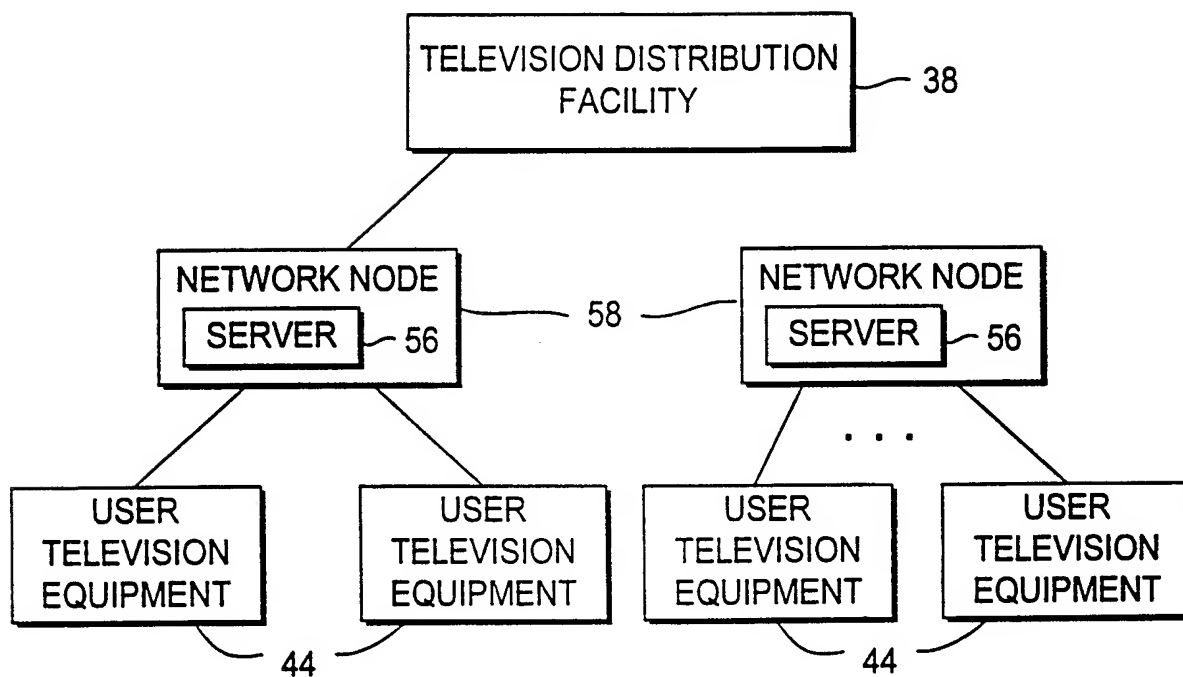 TELEVISION DISTRIBUTION
FACILITY
38
NETWORK NODE
SERVER
56
58
NETWORK NODE
SERVER
56
USER
TELEVISION
EQUIPMENT
USER
TELEVISION
EQUIPMENT
44
. . .
USER
TELEVISION
EQUIPMENT
USER
TELEVISION
EQUIPMENT
44